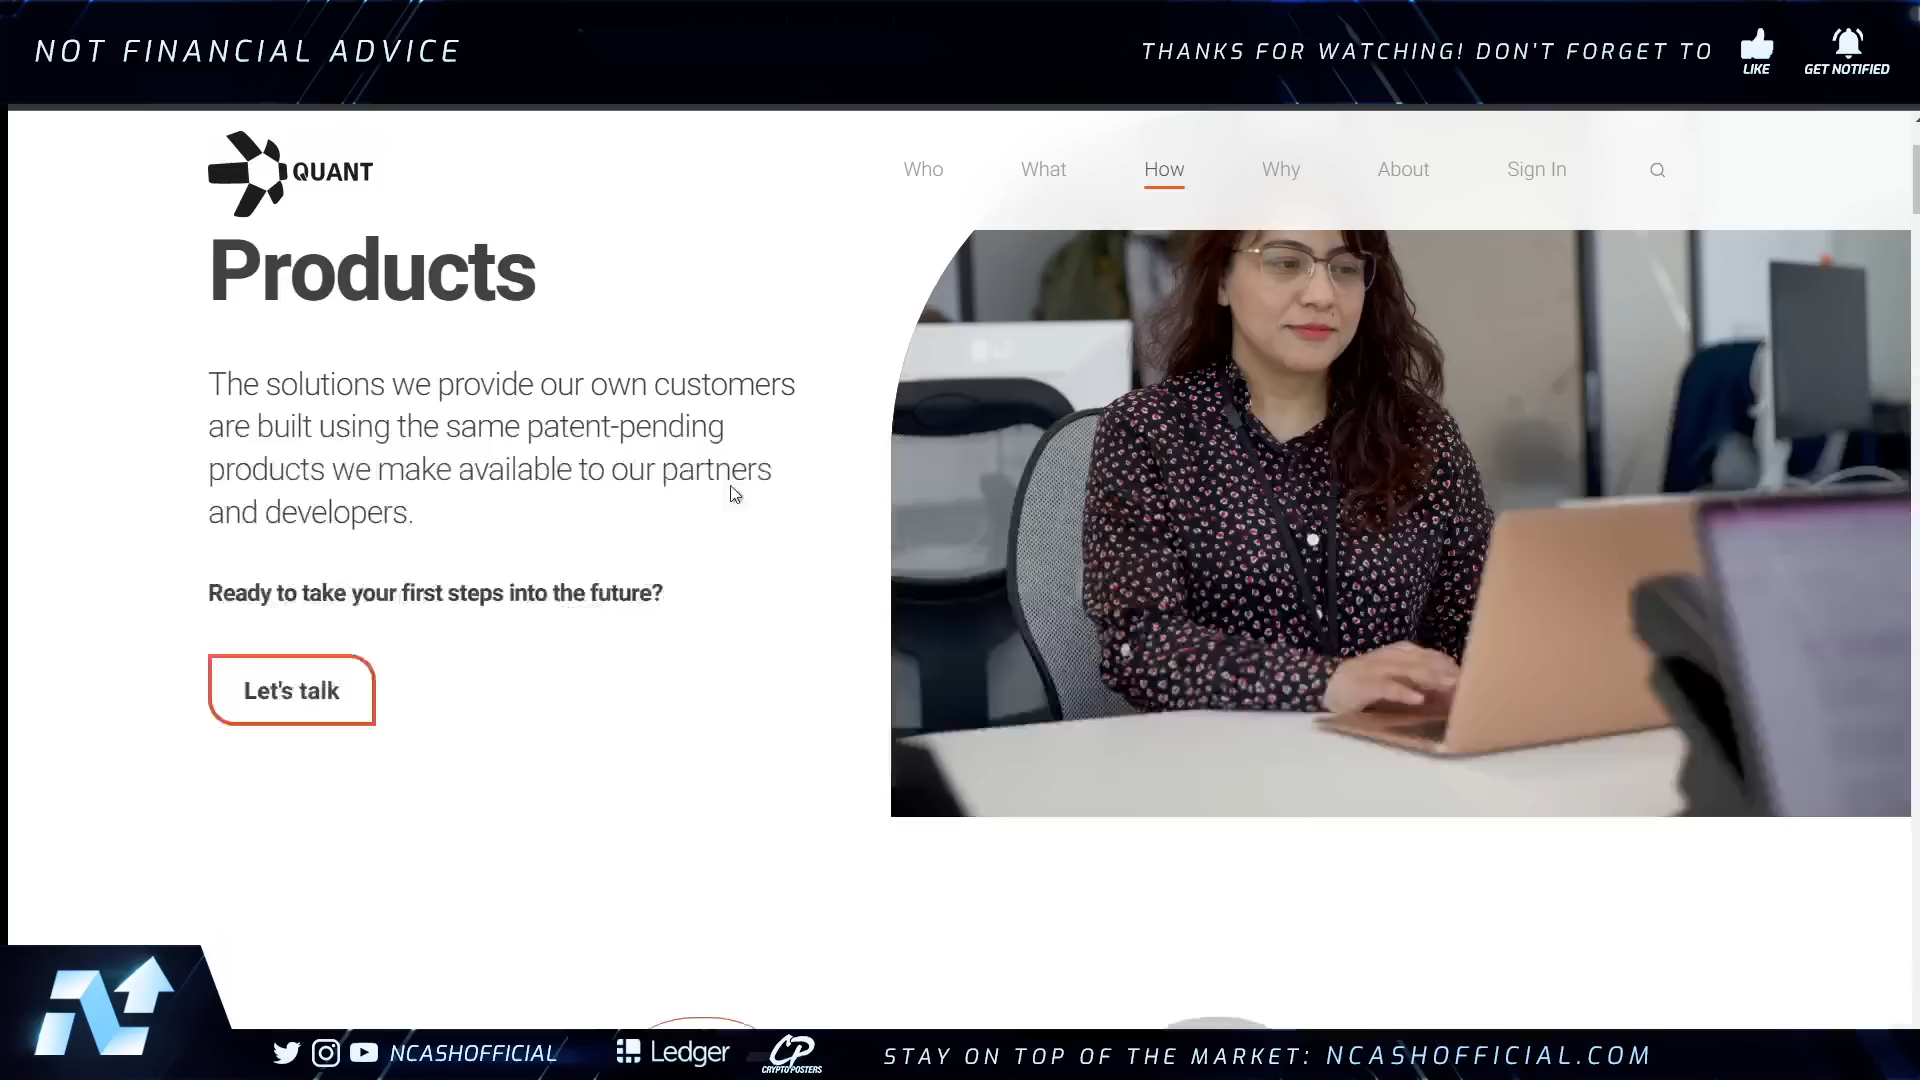 NOT FINANCIAL ADVICE
THANKS FOR WATCHING! DON'T FORGET TO
LIKE
GET NOTIFIED
QUANT
Who What How Why About Sign In
Products
The solutions we provide our own customers
are built using the same patent-pending
products we make available to our partners
and developers.
Ready to take your first steps into the future?
Let's talk
NCASHOFFICIAL
Ledger
CP
CRYPTOPOSTERS
STAY ON TOP OF THE MARKET: NCASHOFFICIAL.COM